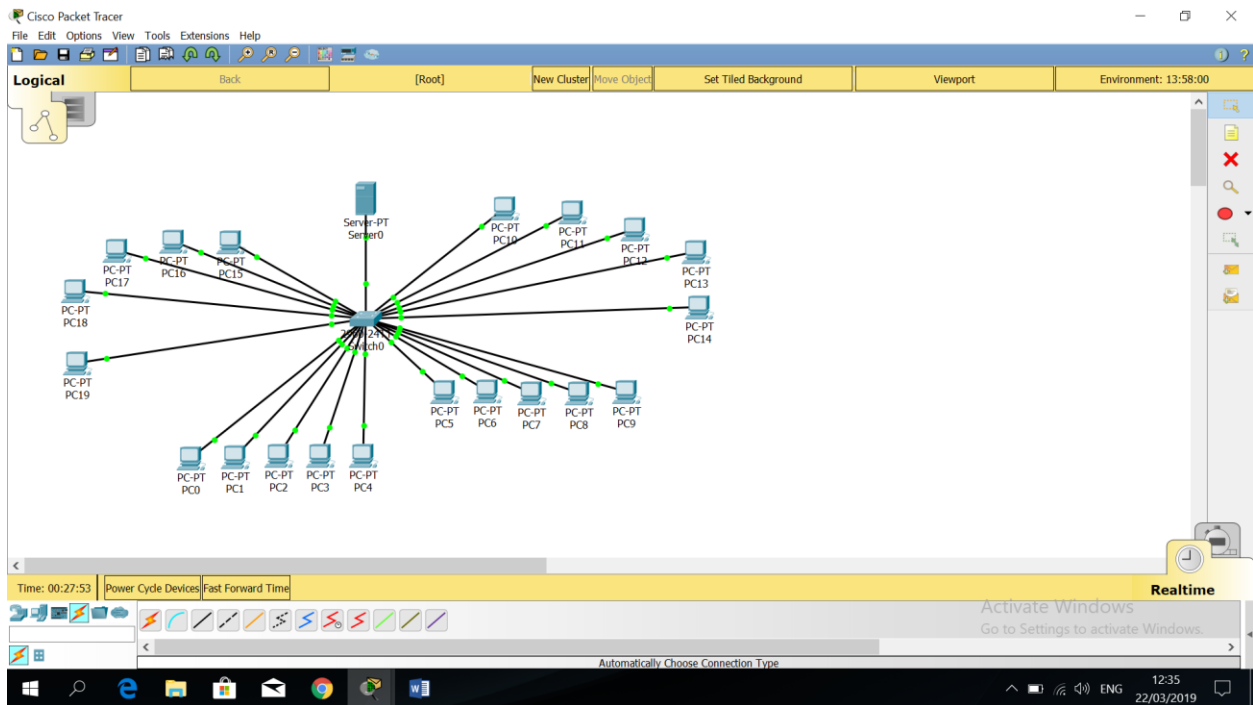 Cisco Packet Tracer
File Edit Options View Tools Extensions Help
Logical Back [Root] New Cluster Move Object Set Tiled Background Viewport Environment: 13:58:00
Server-PT
Server0
PC-PT
PC10
PC-PT
PC11
PC-PT
PC12
PC-PT
PC13
PC-PT
PC14
PC-PT
PC15
PC-PT
PC16
PC-PT
PC17
PC-PT
PC18
PC-PT
PC19
Switch0
PC-PT
PC5
PC-PT
PC6
PC-PT
PC7
PC-PT
PC8
PC-PT
PC9
PC-PT
PC0
PC-PT
PC1
PC-PT
PC2
PC-PT
PC3
PC-PT
PC4
Time: 00:27:53 Power Cycle Devices Fast Forward Time Realtime
Activate Windows
Go to Settings to activate Windows.
Automatically Choose Connection Type
ENG
12:35
22/03/2019